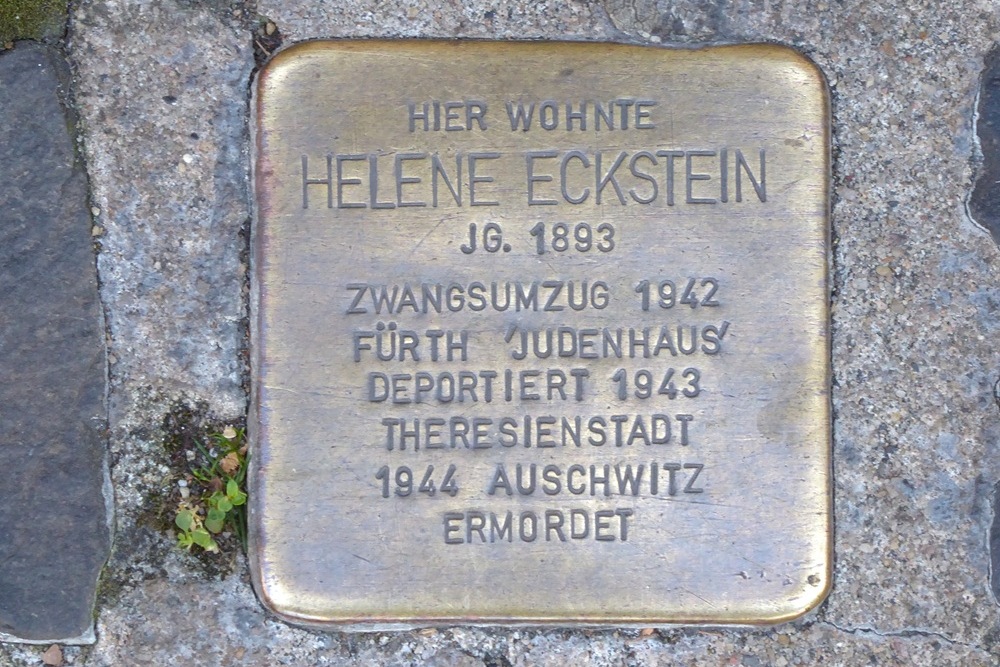 HIER WOHNTE
HELENE ECKSTEIN
JG. 1893
ZWANGSUMZUG 1942
FÜRTH 'JUDENHAUS'
DEPORTIERT 1943
THERESIENSTADT
1944 AUSCHWITZ
ERMORDET